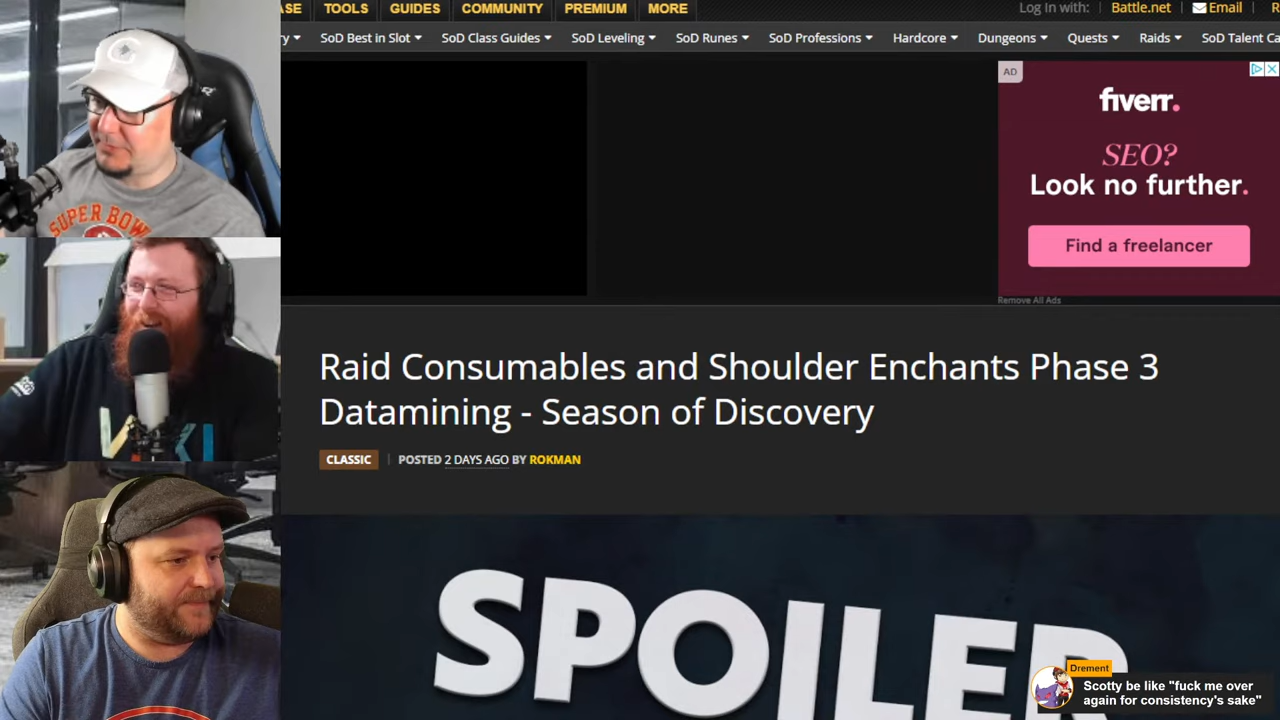 ASE TOOLS GUIDES COMMUNITY PREMIUM MORE Log In with: Battle.net Email
SoD Best in Slot SoD Class Guides SoD Leveling SoD Runes SoD Professions Hardcore Dungeons Quests Raids SoD Talent Ca
AD
fiverr.
SEO?
Look no further.
Find a freelancer
Remove All Ads
SUPER BOW
Raid Consumables and Shoulder Enchants Phase 3
Datamining - Season of Discovery
CLASSIC POSTED 2 DAYS AGO BY ROKMAN
SPOILER
Drement
Scotty be like "fuck me over
again for consistency's sake"